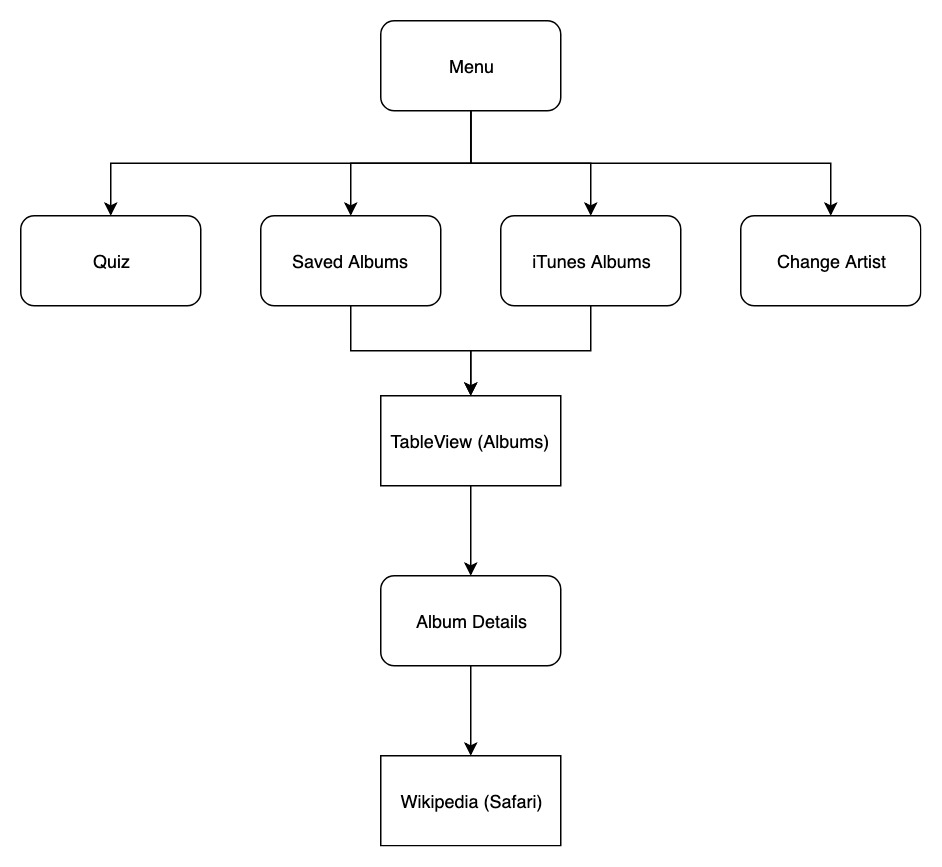 Menu
Quiz
Saved Albums
iTunes Albums
Change Artist
TableView (Albums)
Album Details
Wikipedia (Safari)